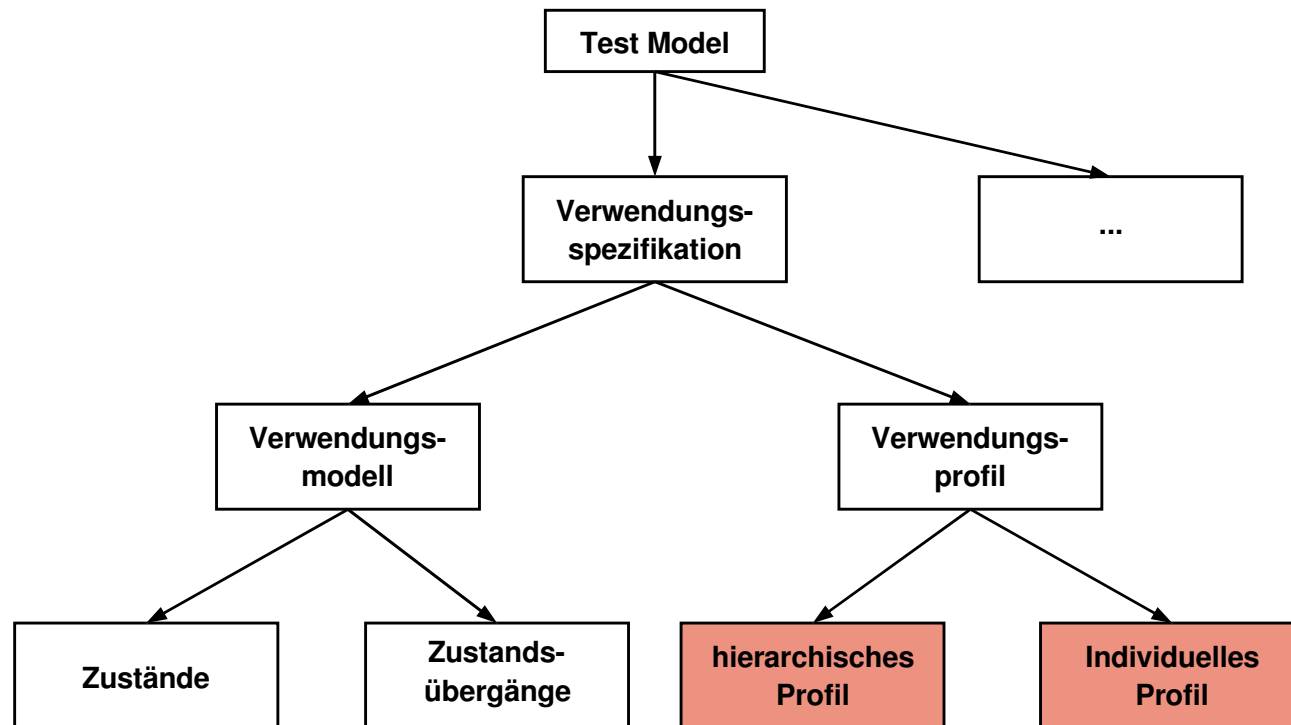 Test Model
Verwendungs-
spezifikation
...
Verwendungs-
modell
Verwendungs-
profil
Zustände
Zustands-
übergänge
hierarchisches
Profil
Individuelles
Profil